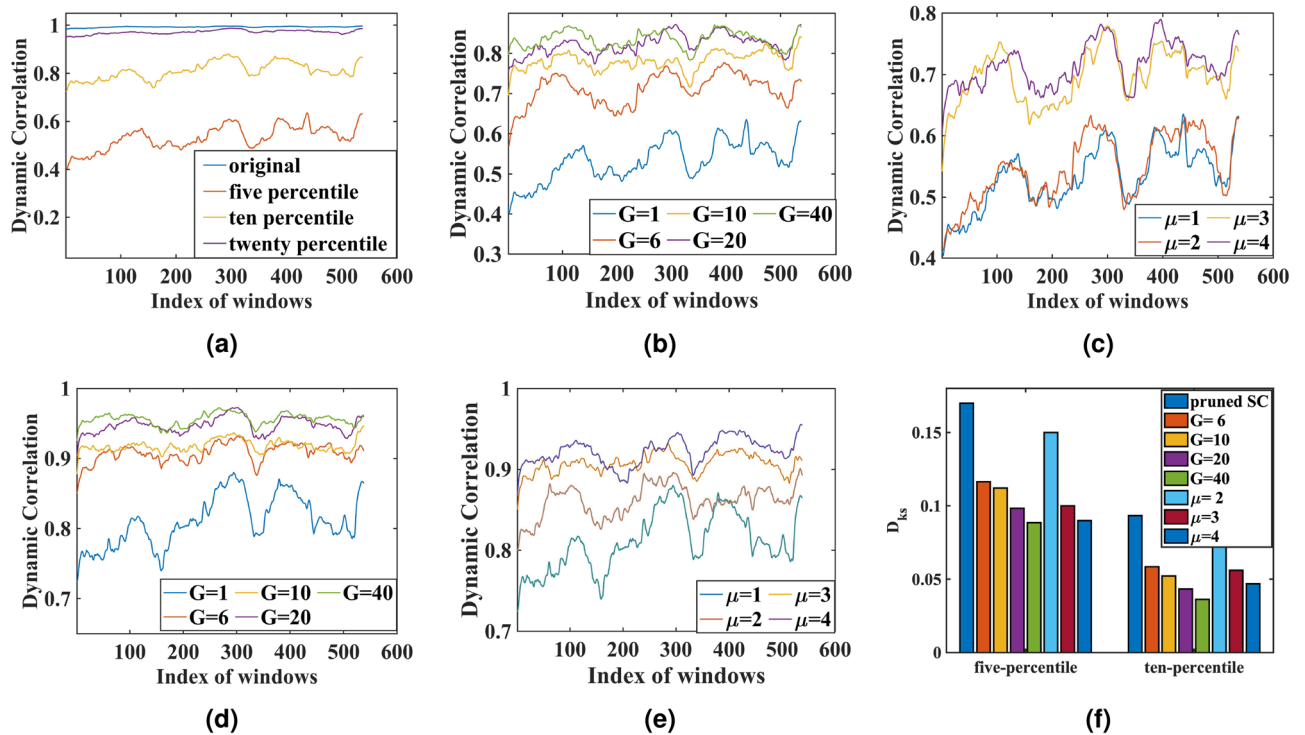 Dynamic Correlation
1
0.8
0.6
0.4
0.2
original
five percentile
ten percentile
twenty percentile
100 200 300 400 500 600
Index of windows
(a)
Dynamic Correlation
0.9
0.8
0.7
0.6
0.5
0.4
0.3
G=1 G=10 G=40
G=6 G=20
100 200 300 400 500 600
Index of windows
(b)
Dynamic Correlation
0.8
0.7
0.6
0.5
0.4
μ=1 μ=3
μ=2 μ=4
100 200 300 400 500 600
Index of windows
(c)
Dynamic Correlation
1
0.9
0.8
0.7
G=1 G=10 G=40
G=6 G=20
100 200 300 400 500 600
Index of windows
(d)
Dynamic Correlation
1
0.9
0.8
0.7
μ=1 μ=3
μ=2 μ=4
100 200 300 400 500 600
Index of windows
(e)
D_ks
0.15
0.1
0.05
0
pruned SC
G= 6
G=10
G=20
G=40
μ= 2
μ=3
μ=4
five-percentile ten-percentile
(f)